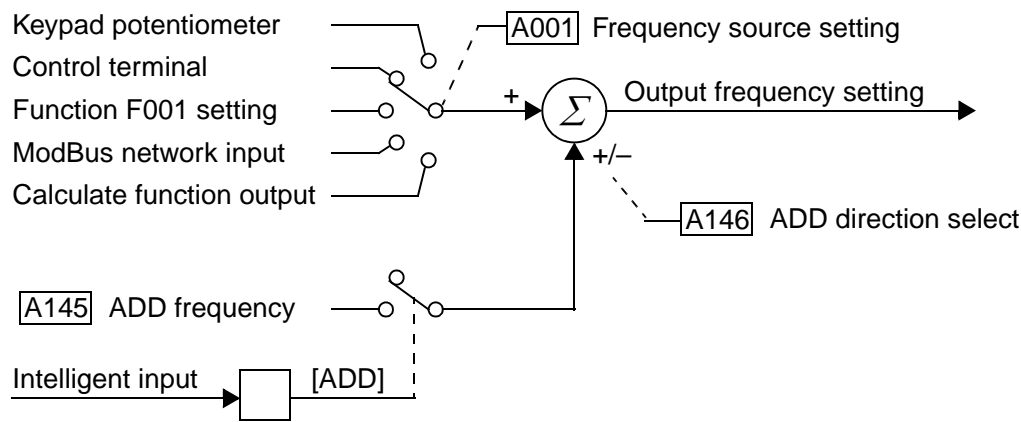 Keypad potentiometer
A001 Frequency source setting
Control terminal
Function F001 setting
+
Σ
Output frequency setting
ModBus network input
+/–
Calculate function output
A146 ADD direction select
A145 ADD frequency
Intelligent input
[ADD]